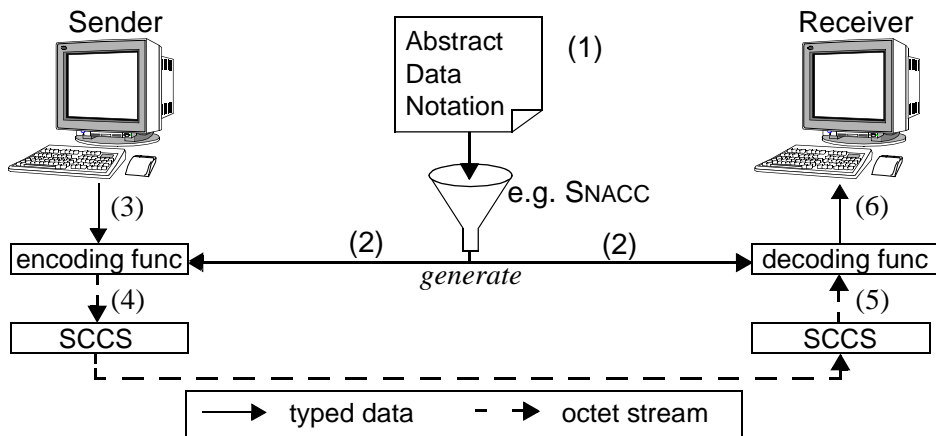 Sender
Receiver
Abstract
Data
Notation
(1)
e.g. SNACC
(3)
(6)
(2)
(2)
encoding func
generate
decoding func
(4)
(5)
SCCS
SCCS
typed data
octet stream